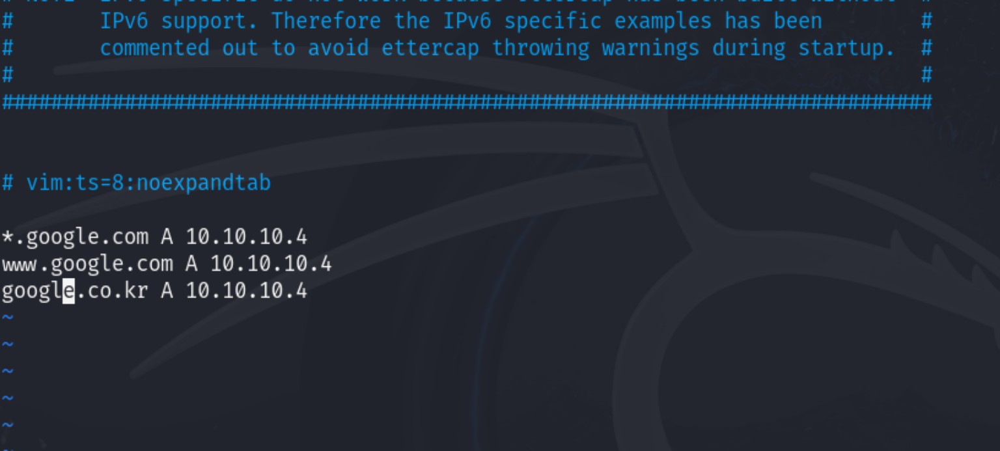 #       IPv6 support. Therefore the IPv6 specific examples has been        #
#       commented out to avoid ettercap throwing warnings during startup.  #
#                                                                          #
############################################################################
# vim:ts=8:noexpandtab
*.google.com A 10.10.10.4
www.google.com A 10.10.10.4
google.co.kr A 10.10.10.4
~
~
~
~
~